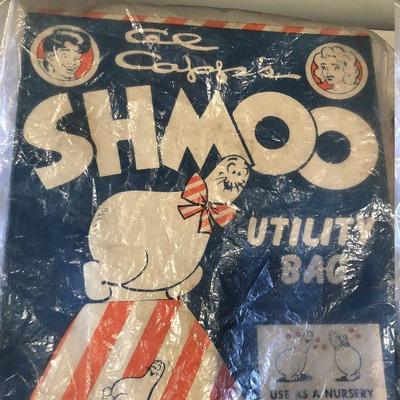 Al
Capp's
SHMOO
UTILITY
BAG
USE AS A NURSERY